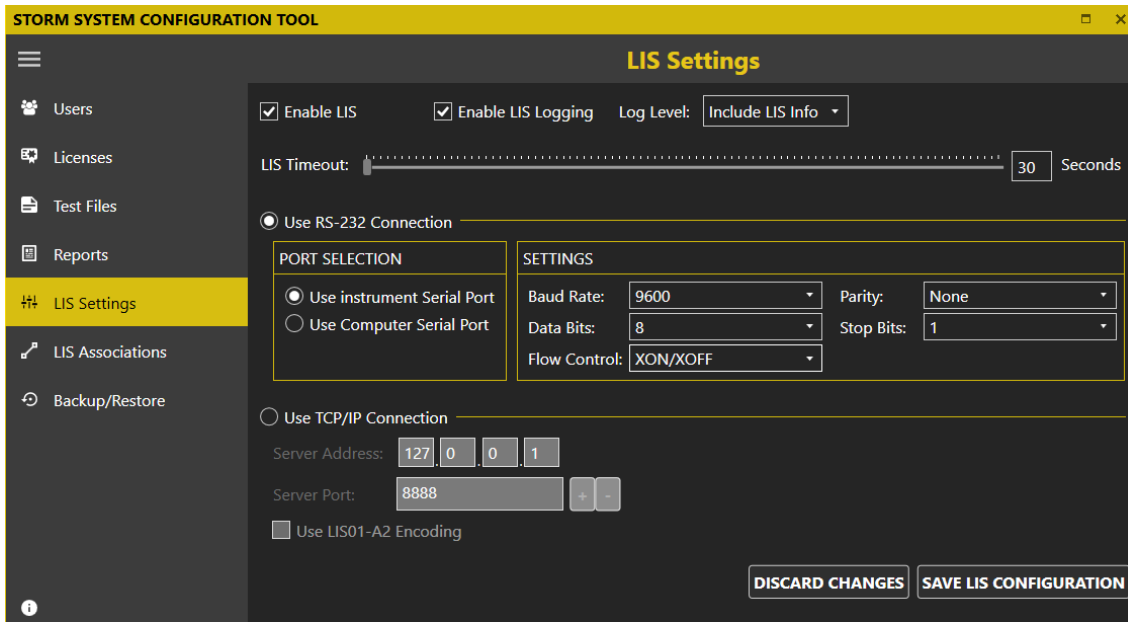 STORM SYSTEM CONFIGURATION TOOL
LIS Settings
Users
Licenses
Test Files
Reports
LIS Settings
LIS Associations
Backup/Restore
Enable LIS Enable LIS Logging Log Level: Include LIS Info
LIS Timeout: 30 Seconds
Use RS-232 Connection
PORT SELECTION
Use instrument Serial Port
Use Computer Serial Port
SETTINGS
Baud Rate: 9600 Parity: None
Data Bits: 8 Stop Bits: 1
Flow Control: XON/XOFF
Use TCP/IP Connection
Server Address: 127.0.0.1
Server Port: 8888 + -
Use LIS01-A2 Encoding
DISCARD CHANGES SAVE LIS CONFIGURATION